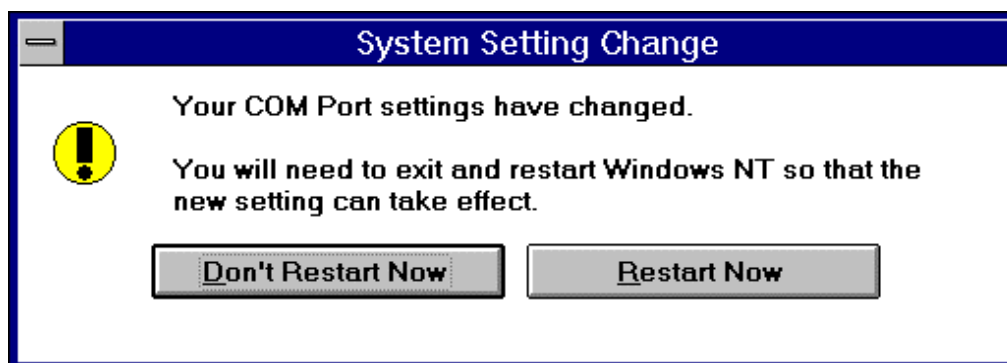 System Setting Change
Your COM Port settings have changed.
You will need to exit and restart Windows NT so that the
new setting can take effect.
Don't Restart Now
Restart Now